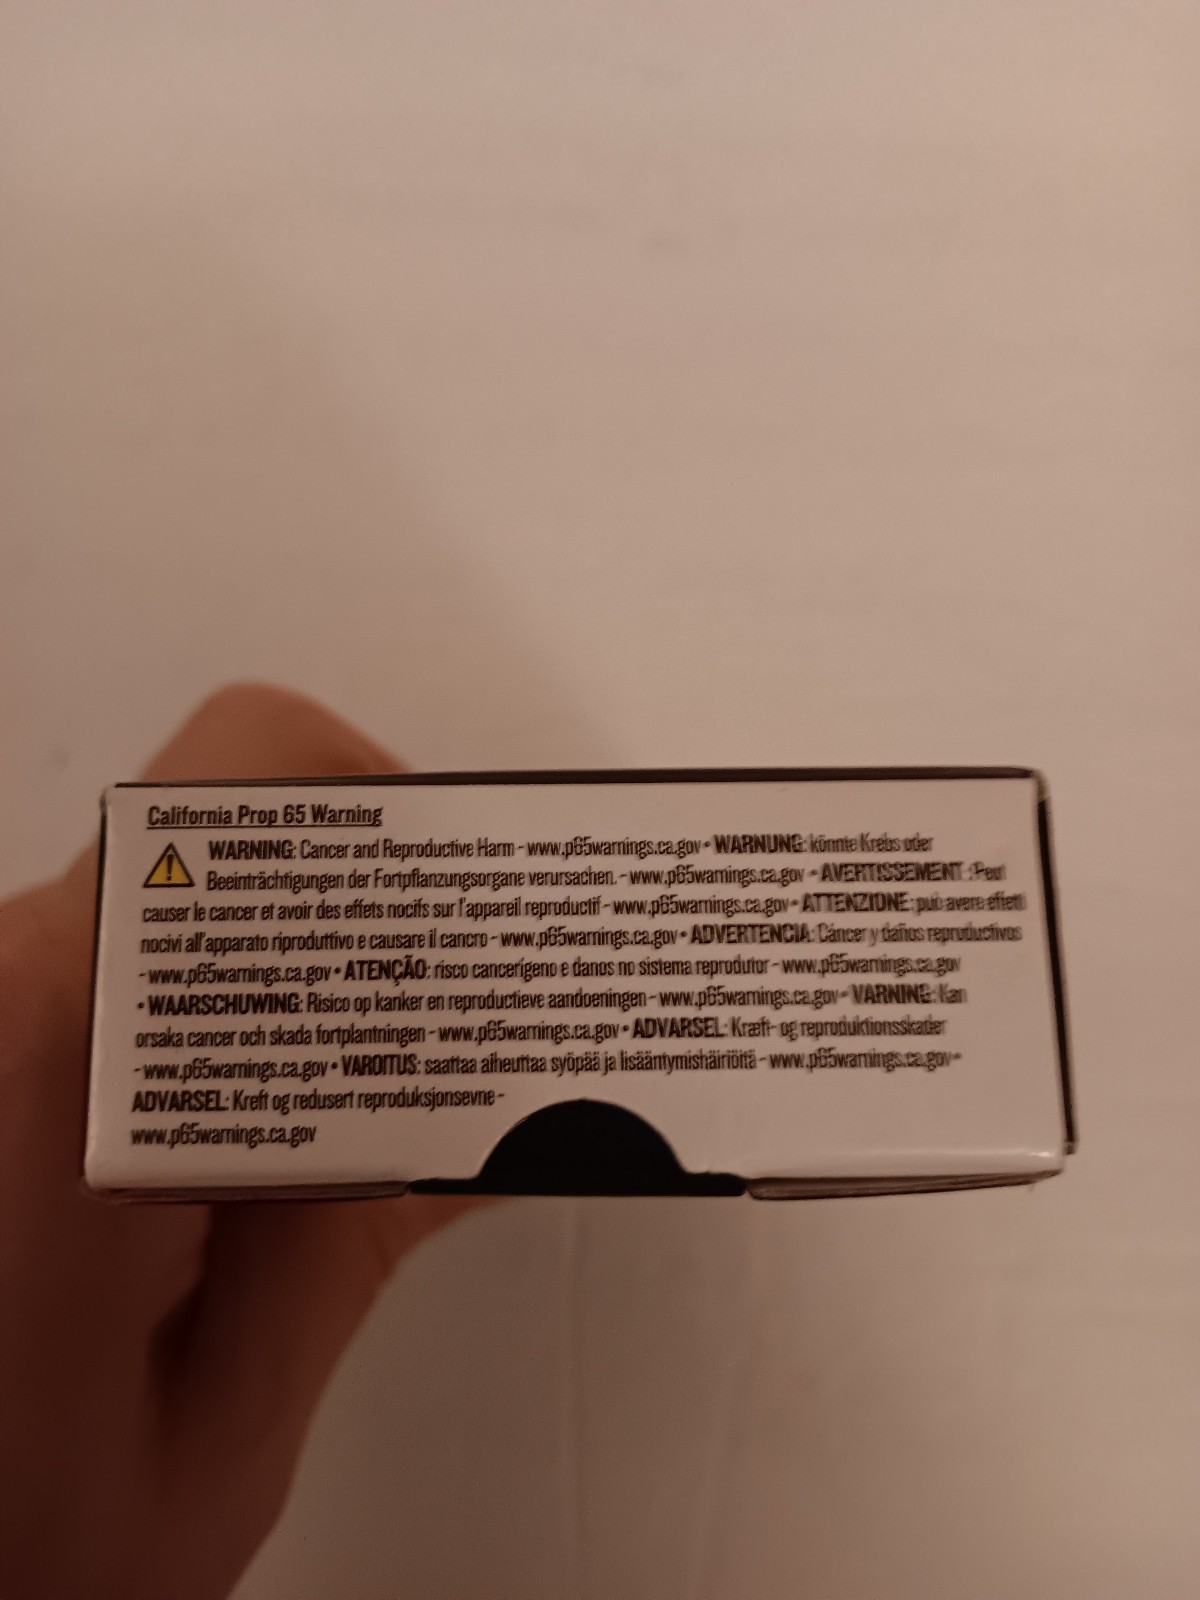 California Prop 65 Warning
WARNING: Cancer and Reproductive Harm - www.p65warnings.ca.gov • WARNUNG: könnte Krebs oder
Beeinträchtigungen der Fortpflanzungsorgane verursachen. - www.p65warnings.ca.gov • AVERTISSEMENT : Peut
causer le cancer et avoir des effets nocifs sur l'appareil reproductif - www.p65warnings.ca.gov • ATTENZIONE: può avere effetti
nocivi all'apparato riproduttivo e causare il cancro - www.p65warnings.ca.gov • ADVERTENCIA: Cáncer y daños reproductivos
- www.p65warnings.ca.gov • ATENÇÃO: risco cancerígeno e danos no sistema reprodutor - www.p65warnings.ca.gov
• WAARSCHUWING: Risico op kanker en reproductieve aandoeningen - www.p65warnings.ca.gov • VARNING: Kan
orsaka cancer och skada fortplantningen - www.p65warnings.ca.gov • ADVARSEL: Kræft- og reproduktionsskader
- www.p65warnings.ca.gov • VAROITUS: saattaa aiheuttaa syöpää ja lisääntymishäiriöitä - www.p65warnings.ca.gov •
ADVARSEL: Kreft og redusert reproduksjonsevne -
www.p65warnings.ca.gov